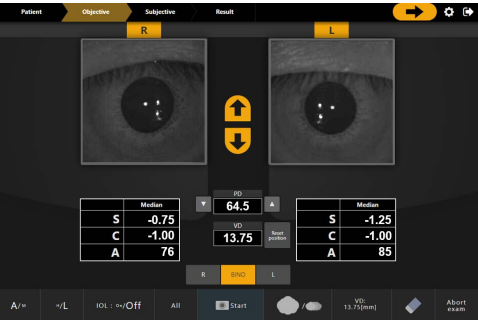 Patient Objective Subjective Result
R L
PD
64.5
VD
13.75
Reset position
Median
S -0.75
C -1.00
A 76
Median
S -1.25
C -1.00
A 85
R BINO L
A/M H/L IOL : On/Off All Start VD: 13.75[mm] Abort exam